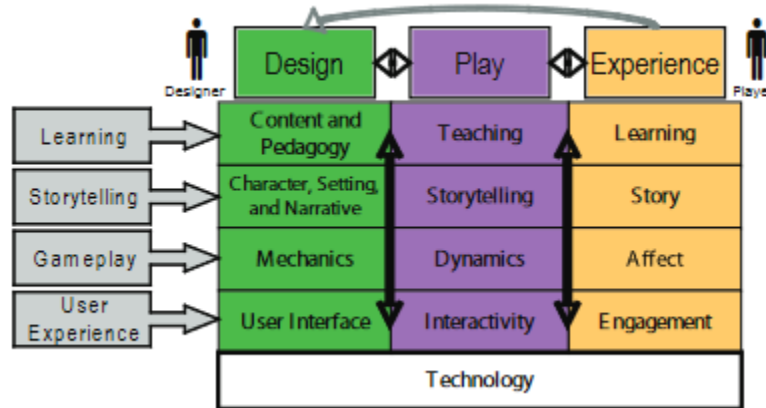 Design
Play
Experience
Designer
Playe
Learning
Content and
Pedagogy
Teaching
Learning
Storytelling
Character, Setting,
and Narrative
Storytelling
Story
Gameplay
Mechanics
Dynamics
Affect
User
Experience
User Interface
Interactivity
Engagement
Technology